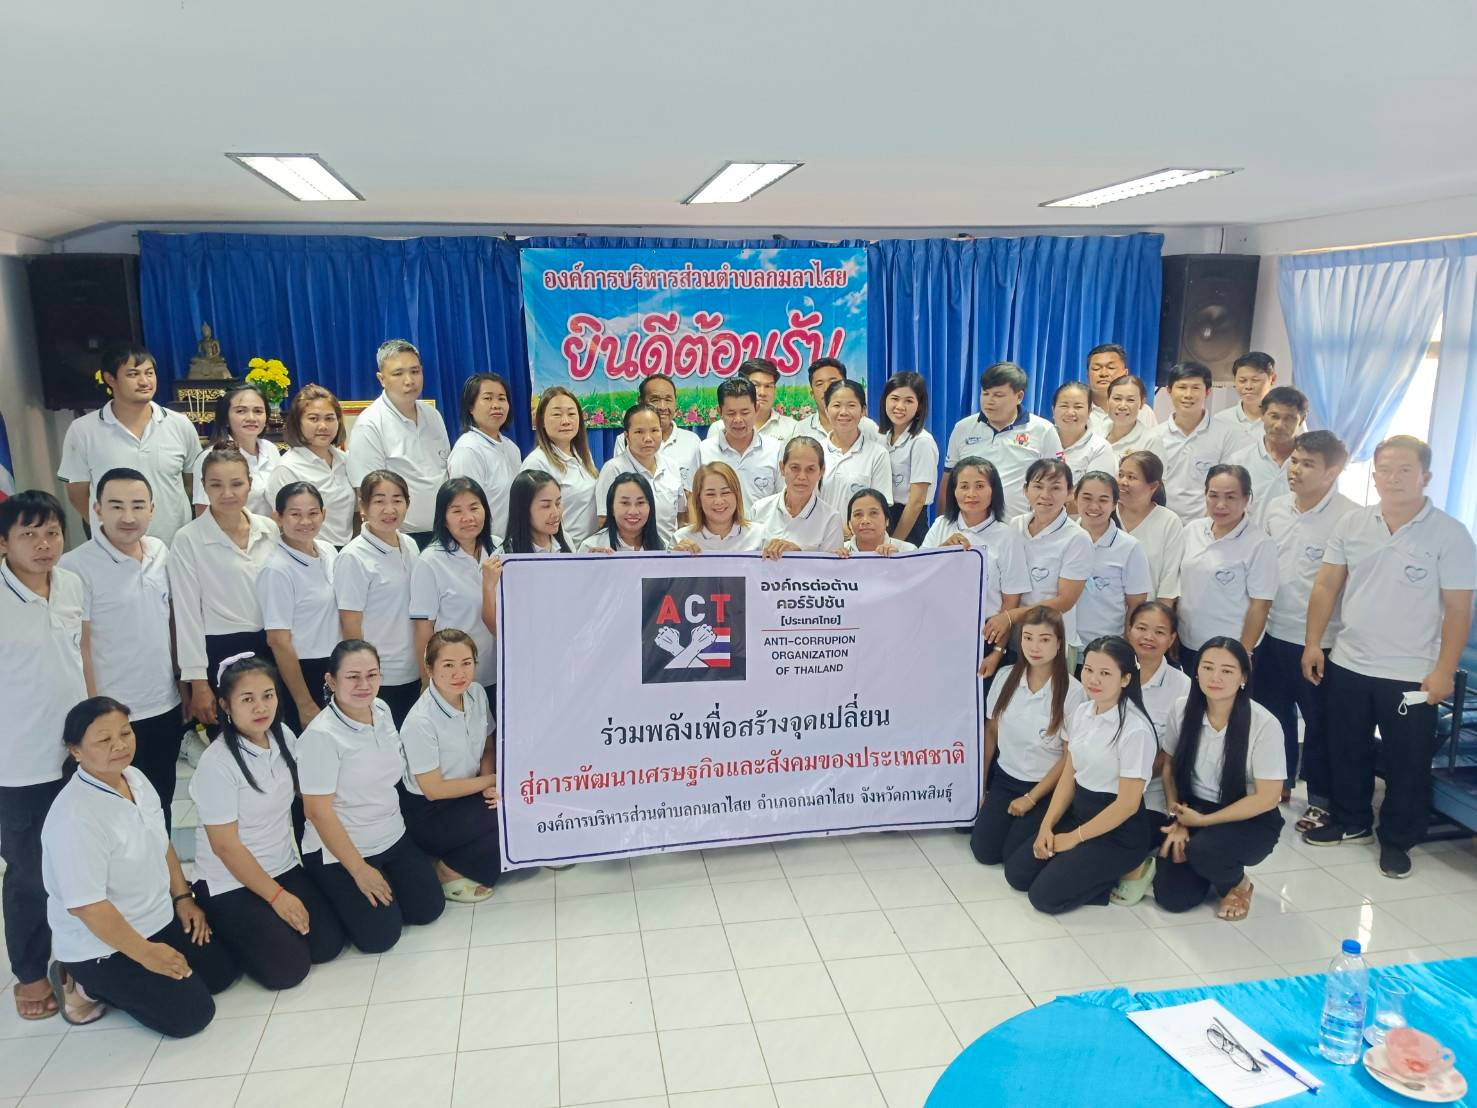 องค์การบริหารส่วนตำบลกมลาไสย
ยินดีต้อนรับ
ACT
องค์กรต่อต้าน
คอร์รัปชัน
[ประเทศไทย]
ANTI-CORRUPION
ORGANIZATION
OF THAILAND
ร่วมพลังเพื่อสร้างจุดเปลี่ยน
สู่การพัฒนาเศรษฐกิจและสังคมของประเทศชาติ
องค์การบริหารส่วนตำบลกมลาไสย อำเภอกมลาไสย จังหวัดกาฬสินธุ์